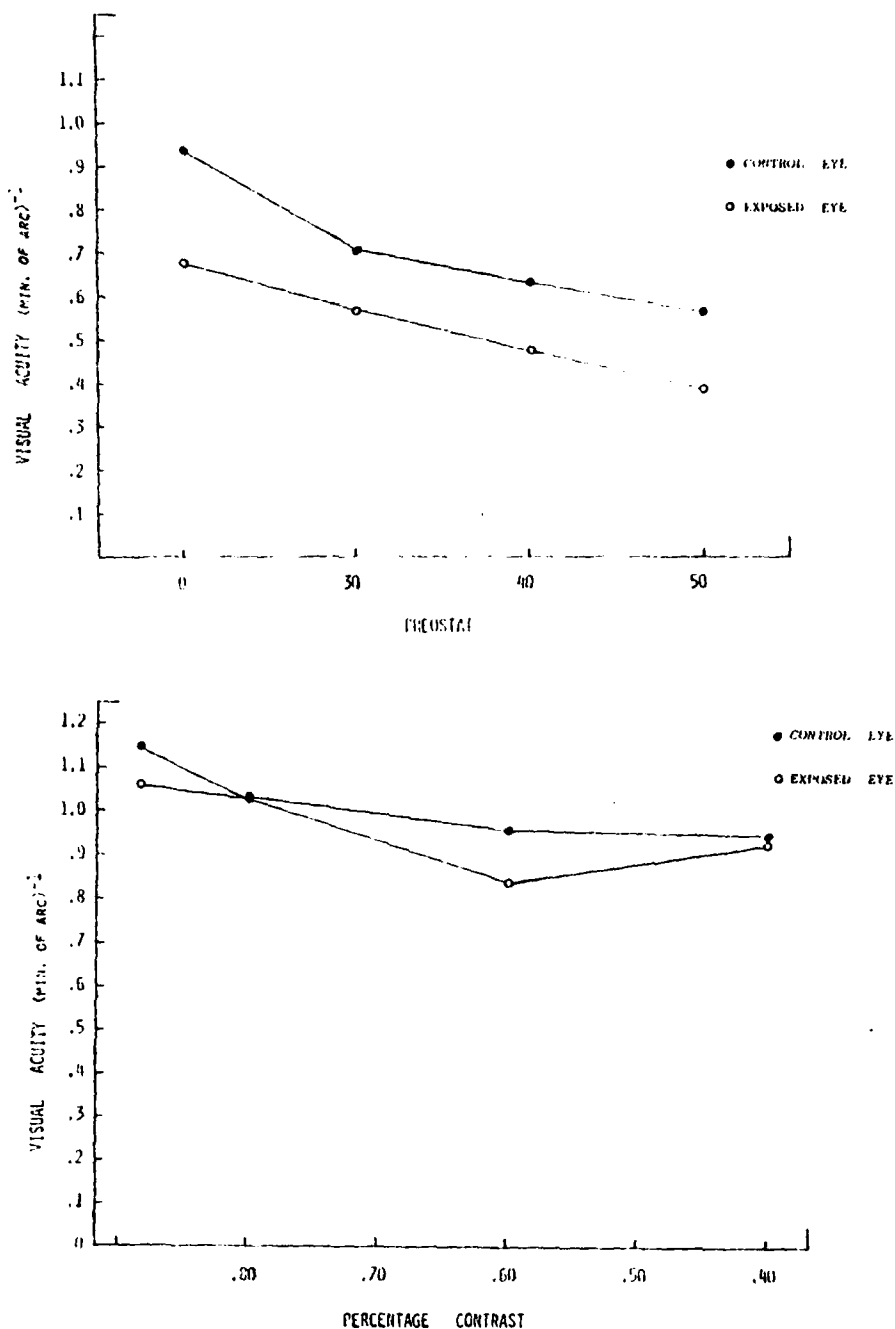 1.1
1.0
.9
.8
.7
.6
.5
.4
.3
.2
.1
VISUAL ACUITY (MIN. OF ARC)⁻¹
● CONTROL EYE
○ EXPOSED EYE
0 30 40 50
1.2
1.1
1.0
.9
.8
.7
.6
.5
.4
.3
.2
.1
0
VISUAL ACUITY (MIN. OF ARC)⁻¹
● CONTROL EYE
○ EXPOSED EYE
.80 .70 .60 .50 .40
PERCENTAGE CONTRAST